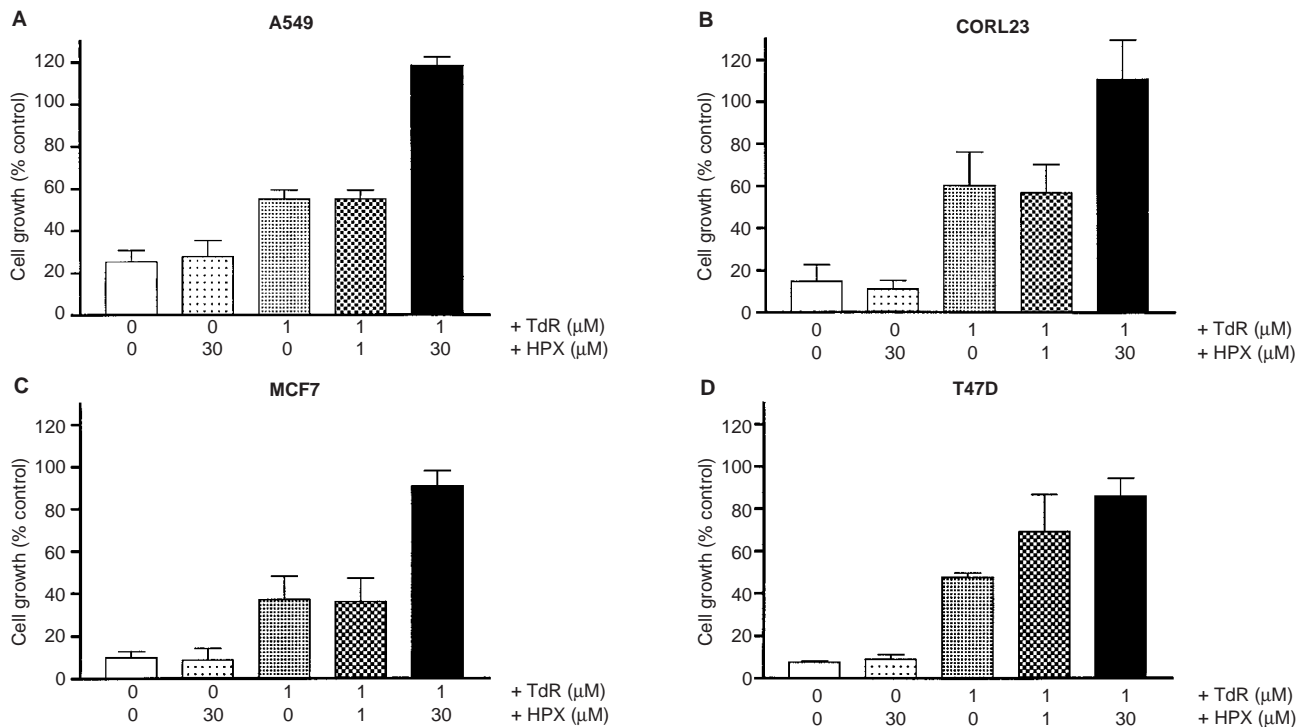 A
A549
Cell growth (% control)
120
100
80
60
40
20
0
0 0 1 1 1 + TdR (μM)
0 30 0 1 30 + HPX (μM)
B
CORL23
Cell growth (% control)
120
100
80
60
40
20
0
0 0 1 1 1 + TdR (μM)
0 30 0 1 30 + HPX (μM)
C
MCF7
Cell growth (% control)
120
100
80
60
40
20
0
0 0 1 1 1 + TdR (μM)
0 30 0 1 30 + HPX (μM)
D
T47D
Cell growth (% control)
120
100
80
60
40
20
0
0 0 1 1 1 + TdR (μM)
0 30 0 1 30 + HPX (μM)